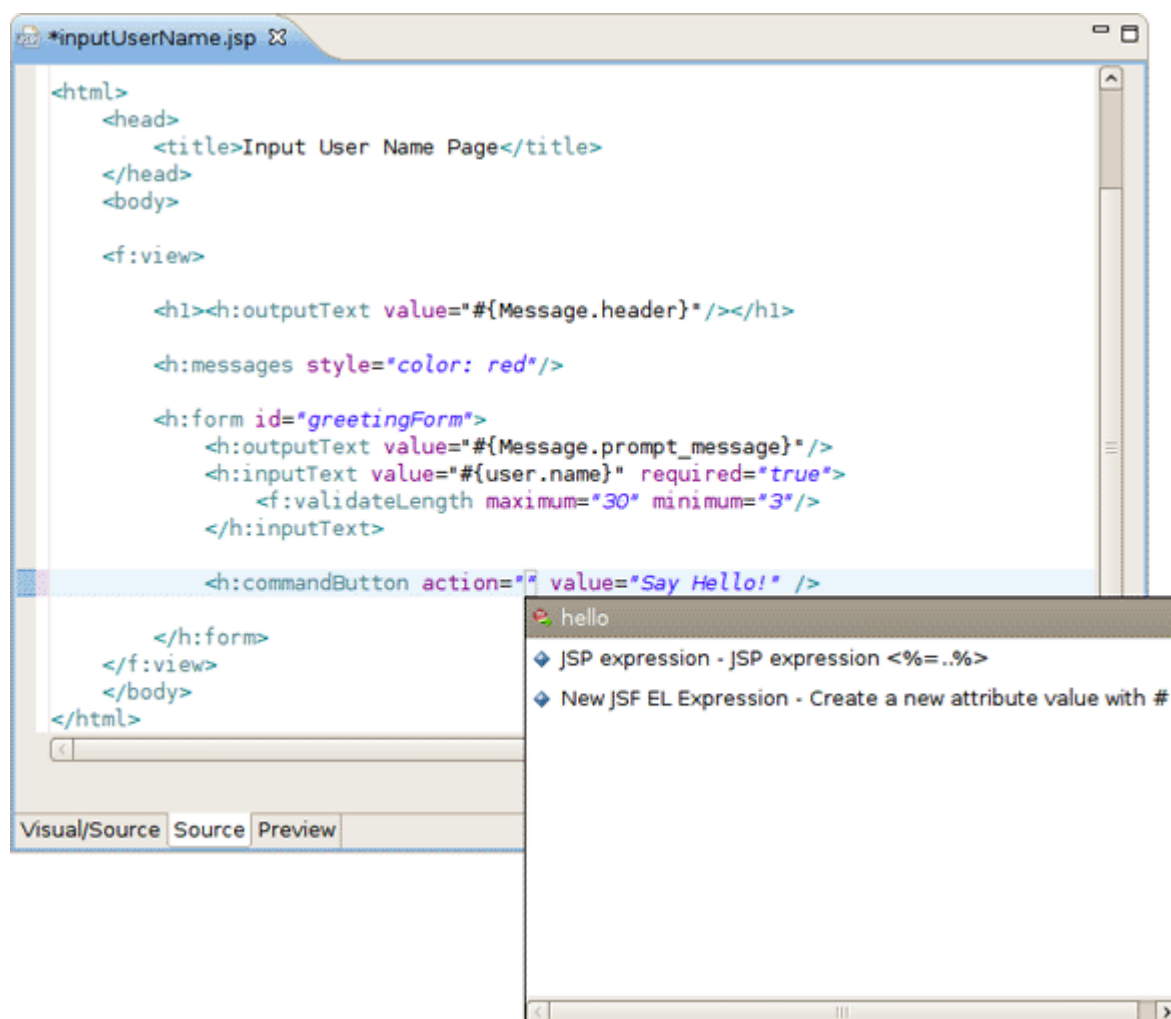 *inputUserName.jsp
<html>
<head>
<title>Input User Name Page</title>
</head>
<body>
<f:view>
<h1><h:outputText value="#{Message.header}"/></h1>
<h:messages style="color: red"/>
<h:form id="greetingForm">
<h:outputText value="#{Message.prompt_message}"/>
<h:inputText value="#{user.name}" required="true">
<f:validateLength maximum="30" minimum="3"/>
</h:inputText>
<h:commandButton action="" value="Say Hello!" />
hello
</h:form>
JSP expression - JSP expression <%=..%>
</f:view>
</body>
New JSF EL Expression - Create a new attribute value with #
</html>
Visual/Source Source Preview